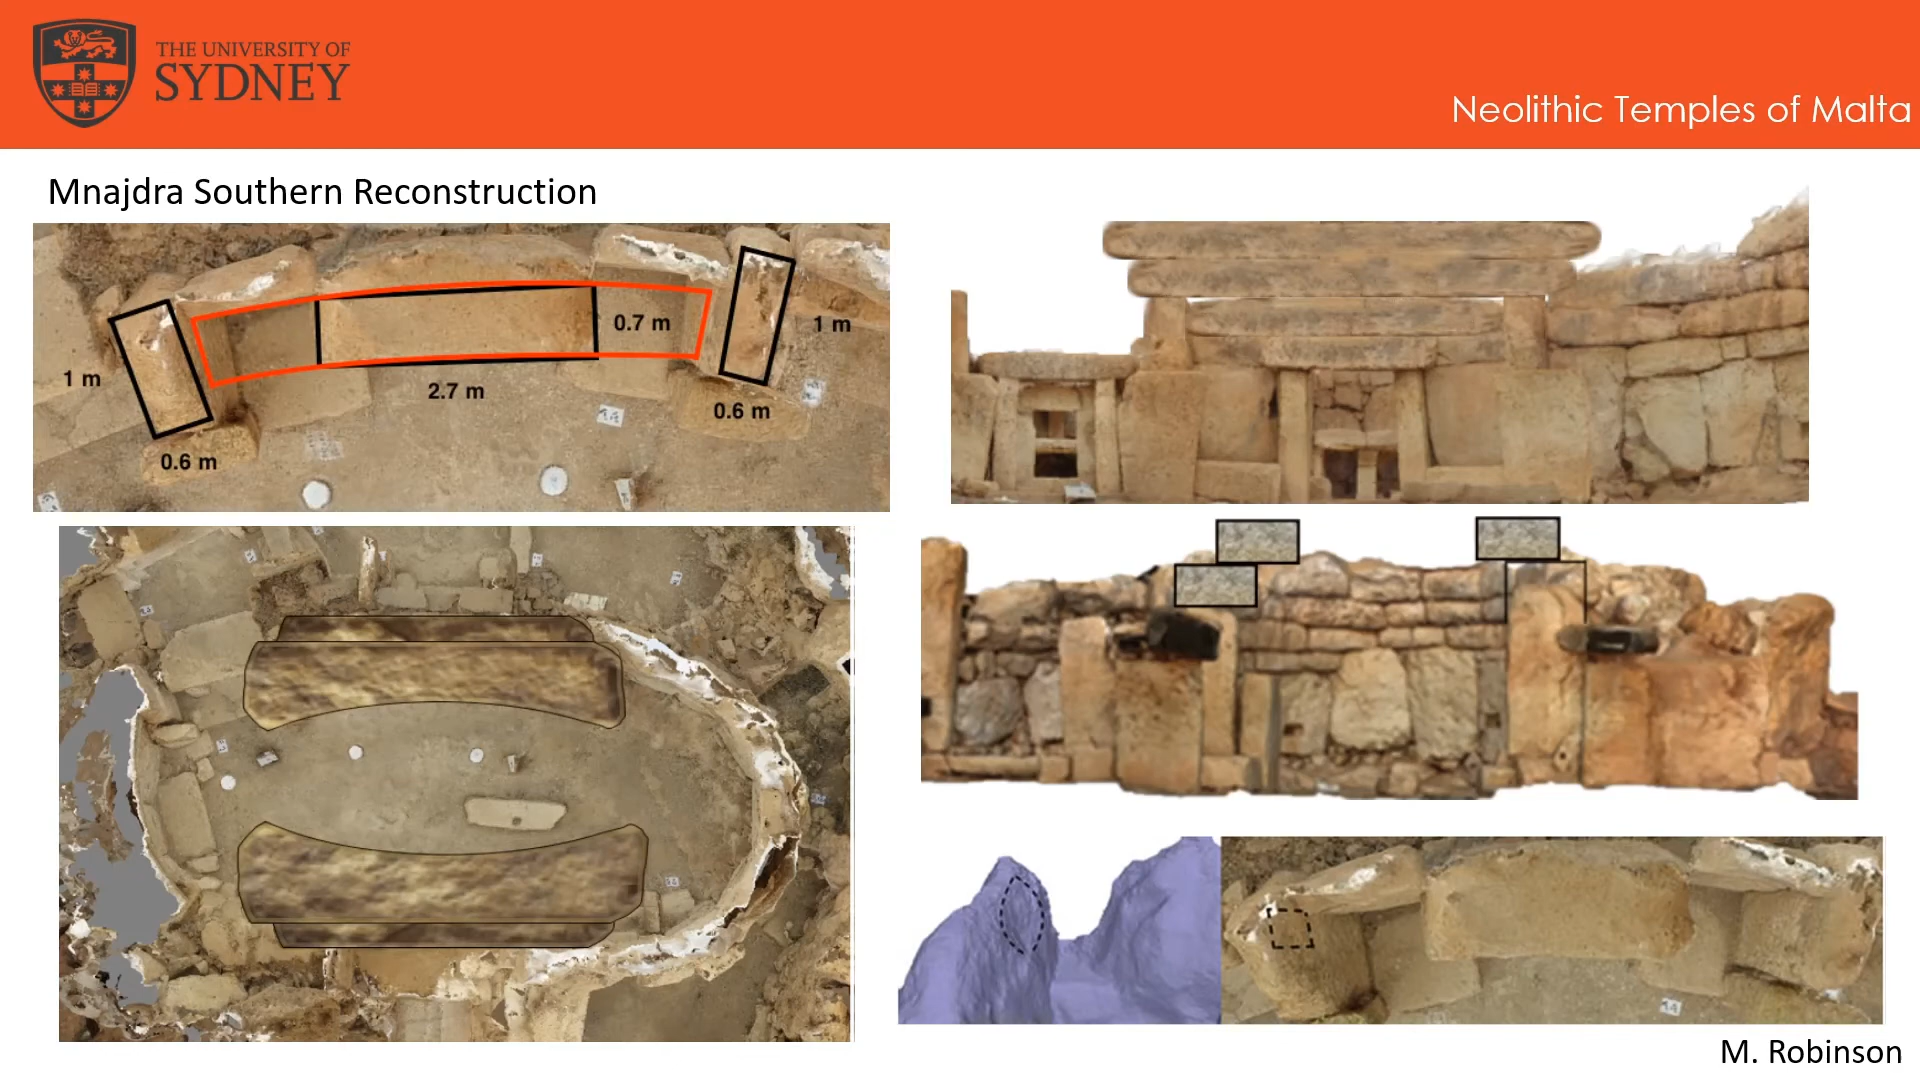 THE UNIVERSITY OF
SYDNEY
Neolithic Temples of Malta
Mnajdra Southern Reconstruction
0.7 m
1 m
1 m
2.7 m
0.6 m
0.6 m
14
M. Robinson